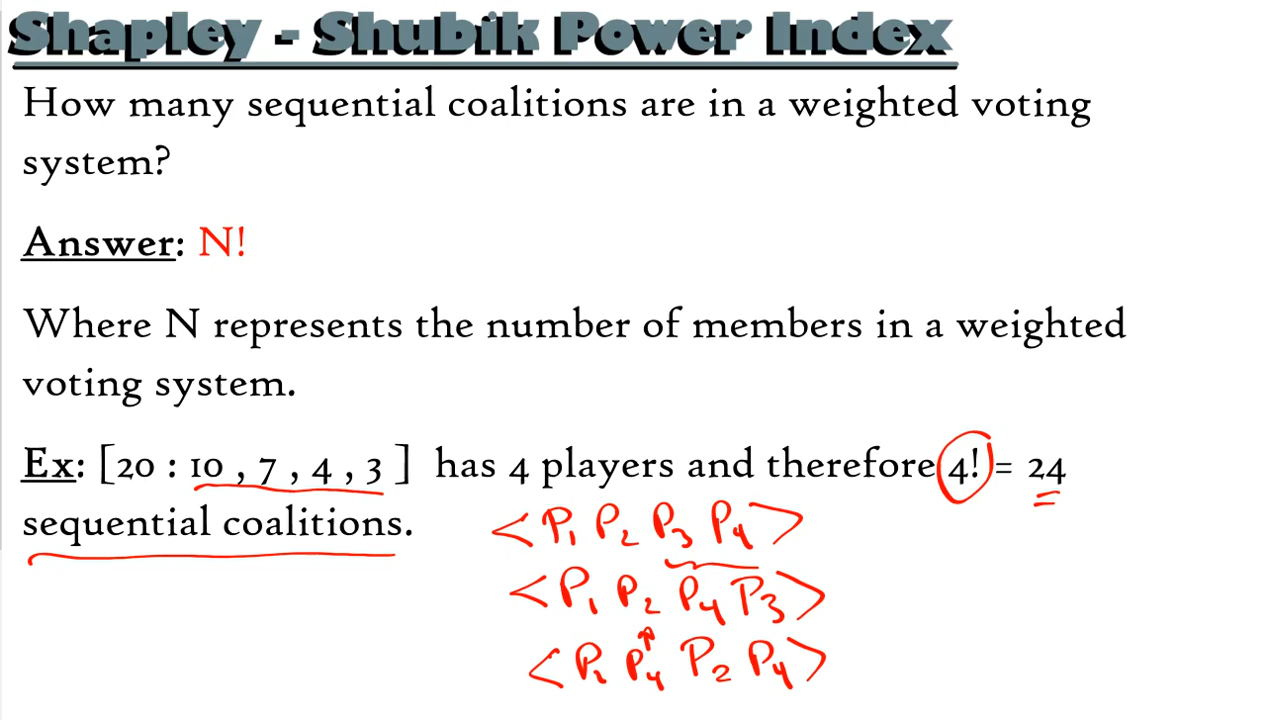 Shapley - Shubik Power Index
How many sequential coalitions are in a weighted voting
system?
Answer: N!
Where N represents the number of members in a weighted
voting system.
Ex: [20 : 10 , 7 , 4 , 3 ] has 4 players and therefore 4! = 24
sequential coalitions.
<P₁ P₂ P₃ P₄>
<P₁ P₂ P₄ P₃>
<P₁ P₄ P₂ P₄>